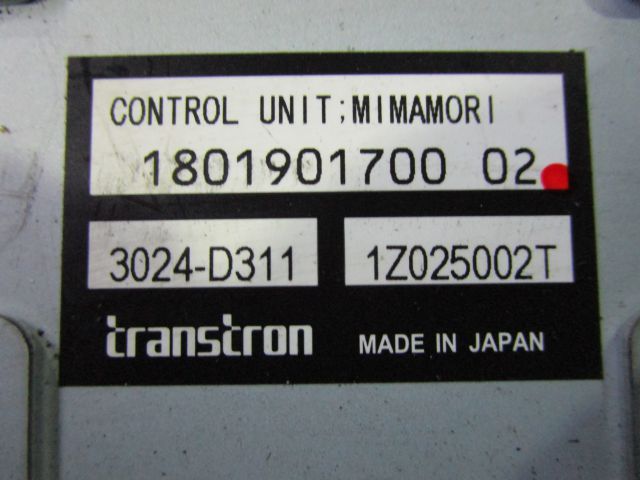 CONTROL UNIT;MIMAMORI
1801901700 02
3024-D311 1Z025002T
transtron MADE IN JAPAN